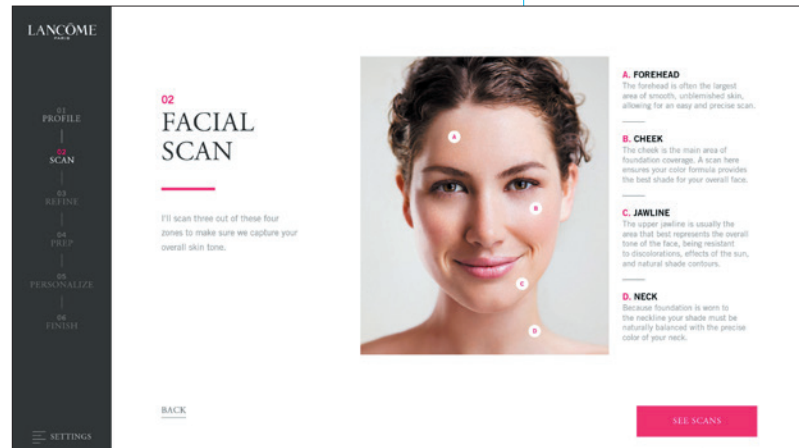 LANCÔME
PARIS
01
PROFILE
02
SCAN
03
REFINE
04
PREP
05
PERSONALIZE
06
FINISH
SETTINGS
02
FACIAL
SCAN
I'll scan three out of these four
zones to make sure we capture your
overall skin tone.
BACK
A
B
C
D
A. FOREHEAD
The forehead is often the largest
area of smooth, unblemished skin,
allowing for an easy and precise scan.
B. CHEEK
The cheek is the main area of
foundation coverage. A scan here
ensures your color formula provides
the best shade for your overall face.
C. JAWLINE
The upper jawline is usually the
area that best represents the overall
tone of the face, being resistant
to discolorations, effects of the sun,
and natural shade contours.
D. NECK
Because foundation is worn to
the neckline your shade must be
naturally balanced with the precise
color of your neck.
SEE SCANS